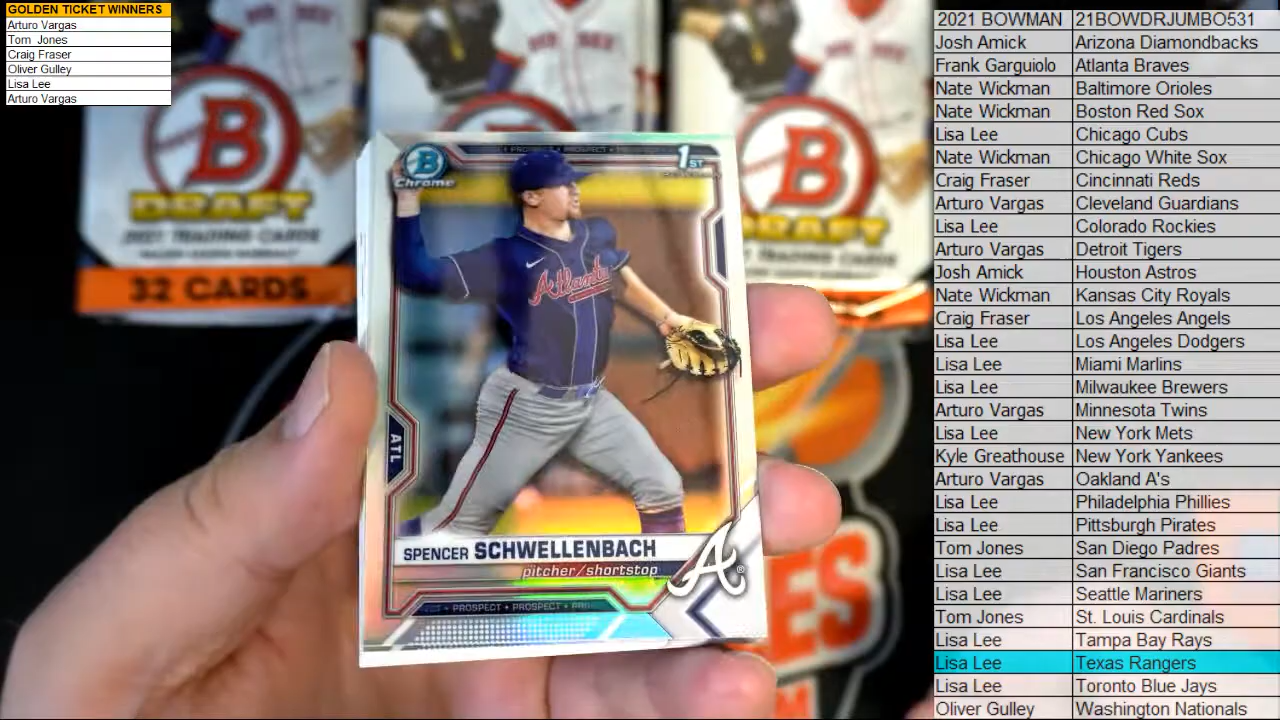 GOLDEN TICKET WINNERS
Arturo Vargas
Tom Jones
Craig Fraser
Oliver Gulley
Lisa Lee
Arturo Vargas
B
DRAFT
2021 TRADING CARDS
32 CARDS
B
DRAFT
B
Chrome
PROSPECT • PROSPECT
1ST
Atlanta
ATL
SPENCER SCHWELLENBACH
pitcher/shortstop
A
PROSPECT • PROSPECT
ES
2021 BOWMAN 21BOWDRJUMBO531
Josh Amick Arizona Diamondbacks
Frank Garguiolo Atlanta Braves
Nate Wickman Baltimore Orioles
Nate Wickman Boston Red Sox
Lisa Lee Chicago Cubs
Nate Wickman Chicago White Sox
Craig Fraser Cincinnati Reds
Arturo Vargas Cleveland Guardians
Lisa Lee Colorado Rockies
Arturo Vargas Detroit Tigers
Josh Amick Houston Astros
Nate Wickman Kansas City Royals
Craig Fraser Los Angeles Angels
Lisa Lee Los Angeles Dodgers
Lisa Lee Miami Marlins
Lisa Lee Milwaukee Brewers
Arturo Vargas Minnesota Twins
Lisa Lee New York Mets
Kyle Greathouse New York Yankees
Arturo Vargas Oakland A's
Lisa Lee Philadelphia Phillies
Lisa Lee Pittsburgh Pirates
Tom Jones San Diego Padres
Lisa Lee San Francisco Giants
Lisa Lee Seattle Mariners
Tom Jones St. Louis Cardinals
Lisa Lee Tampa Bay Rays
Lisa Lee Texas Rangers
Lisa Lee Toronto Blue Jays
Oliver Gulley Washington Nationals